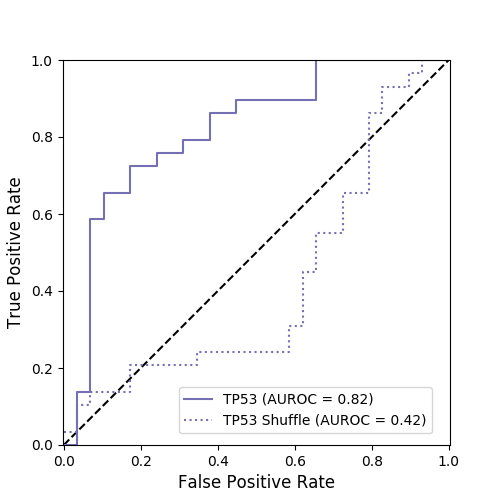 1.0
0.8
0.6
0.4
0.2
0.0
True Positive Rate
TP53 (AUROC = 0.82)
TP53 Shuffle (AUROC = 0.42)
0.0 0.2 0.4 0.6 0.8 1.0
False Positive Rate